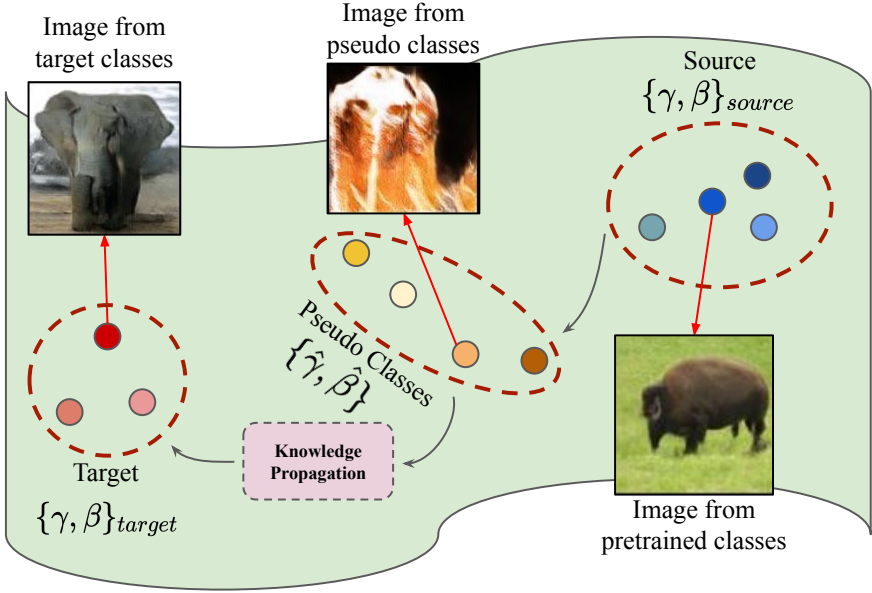 Image from
target classes
Image from
pseudo classes
Source
{γ, β}source
Pseudo Classes
{γ̂, β̂}
Knowledge
Propagation
Target
{γ, β}target
Image from
pretrained classes